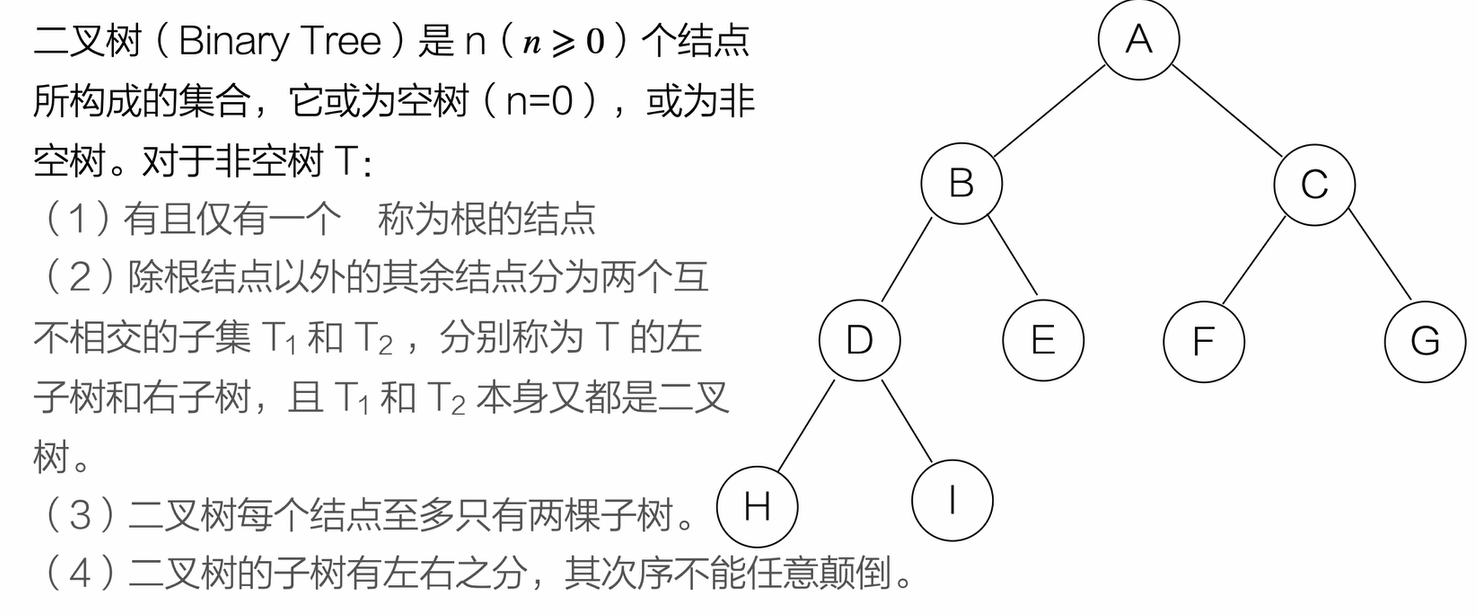 二叉树（Binary Tree）是 n（n ⩾ 0）个结点
所构成的集合，它或为空树（n=0），或为非
空树。对于非空树 T：
（1）有且仅有一个　称为根的结点
（2）除根结点以外的其余结点分为两个互
不相交的子集 T₁ 和 T₂ ，分别称为 T 的左
子树和右子树，且 T₁ 和 T₂ 本身又都是二叉
树。
（3）二叉树每个结点至多只有两棵子树。
（4）二叉树的子树有左右之分，其次序不能任意颠倒。
A
B C
D E F G
H I